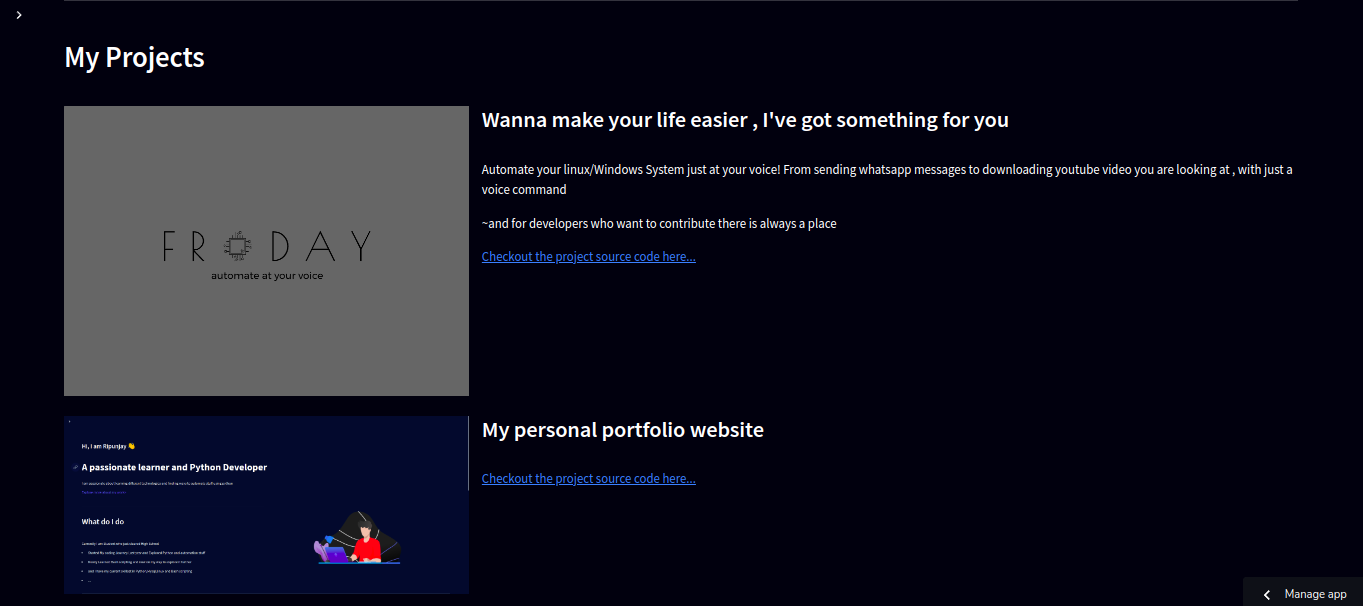 My Projects
FRODAY
automate at your voice
Wanna make your life easier , I've got something for you
Automate your linux/Windows System just at your voice! From sending whatsapp messages to downloading youtube video you are looking at , with just a
voice command
~and for developers who want to contribute there is always a place
Checkout the project source code here...
Hi, I am Ripunjay 👋
A passionate learner and Python Developer
What do I do
My personal portfolio website
Checkout the project source code here...
Manage app